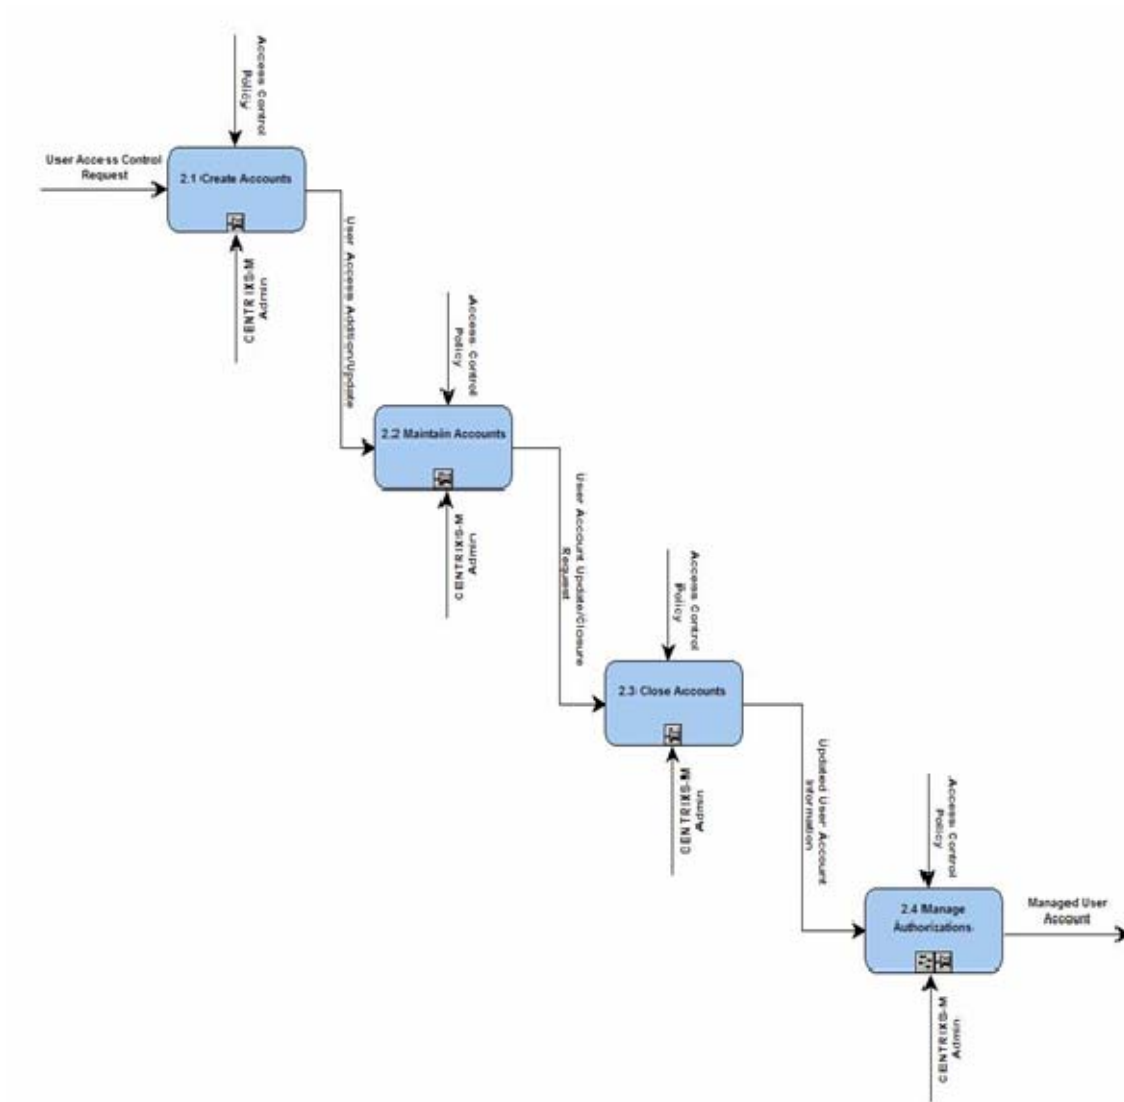 Access Control
Policy
User Access Control
Request
2.1 Create Accounts
CENTRIXS-M
Admin
User Access Addition/Update
Access Control
Policy
2.2 Maintain Accounts
CENTRIXS-M
Admin
User Account Update/Closure
Request
Access Control
Policy
2.3 Close Accounts
CENTRIXS-M
Admin
Updated User Account
Information
Access Control
Policy
2.4 Manage
Authorizations
Managed User
Account
CENTRIXS-M
Admin